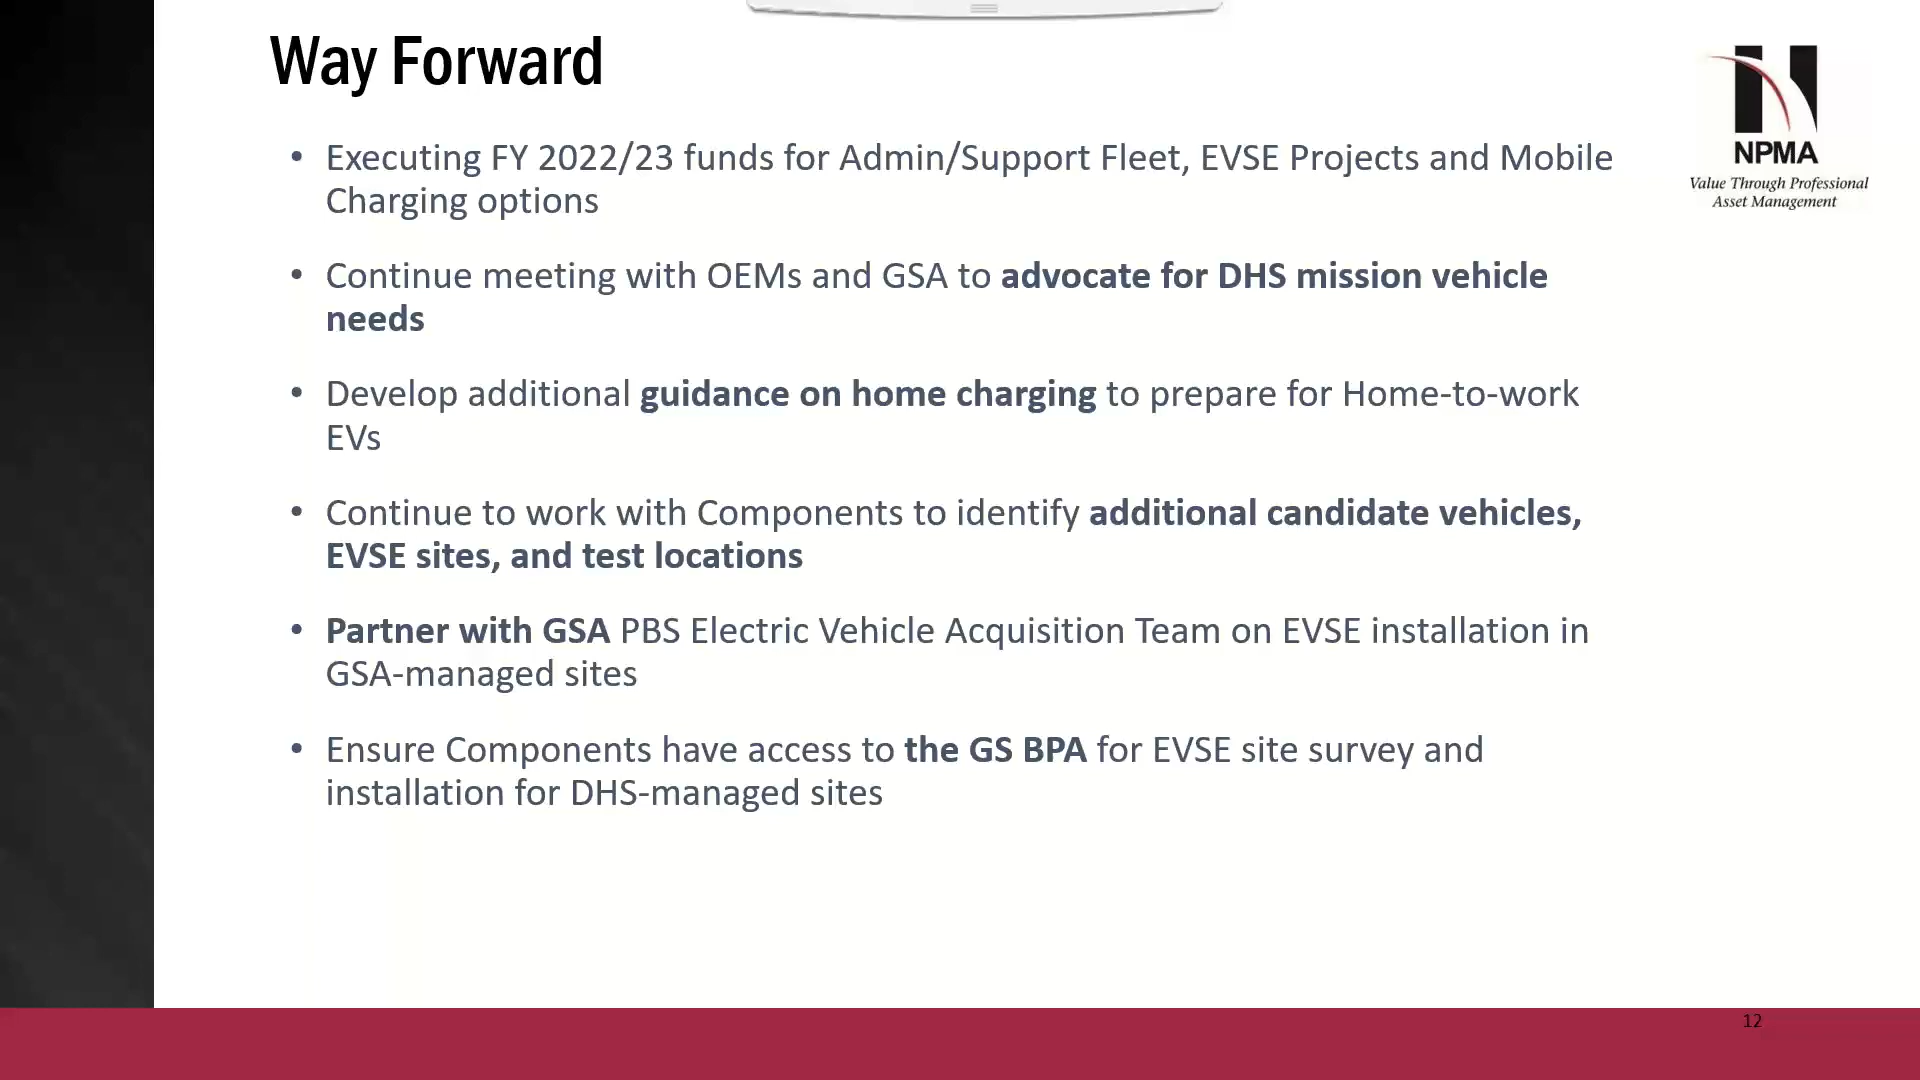 Way Forward
NPMA
Value Through Professional
Asset Management
• Executing FY 2022/23 funds for Admin/Support Fleet, EVSE Projects and Mobile
Charging options
• Continue meeting with OEMs and GSA to advocate for DHS mission vehicle
needs
• Develop additional guidance on home charging to prepare for Home-to-work
EVs
• Continue to work with Components to identify additional candidate vehicles,
EVSE sites, and test locations
• Partner with GSA PBS Electric Vehicle Acquisition Team on EVSE installation in
GSA-managed sites
• Ensure Components have access to the GS BPA for EVSE site survey and
installation for DHS-managed sites
12